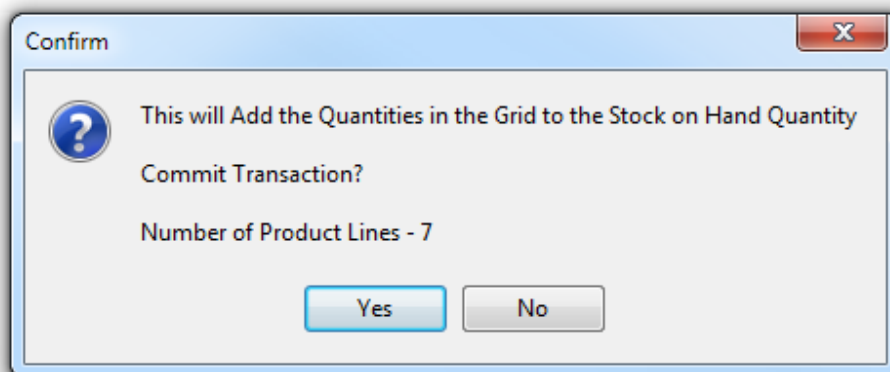 Confirm
This will Add the Quantities in the Grid to the Stock on Hand Quantity
Commit Transaction?
Number of Product Lines - 7
Yes No